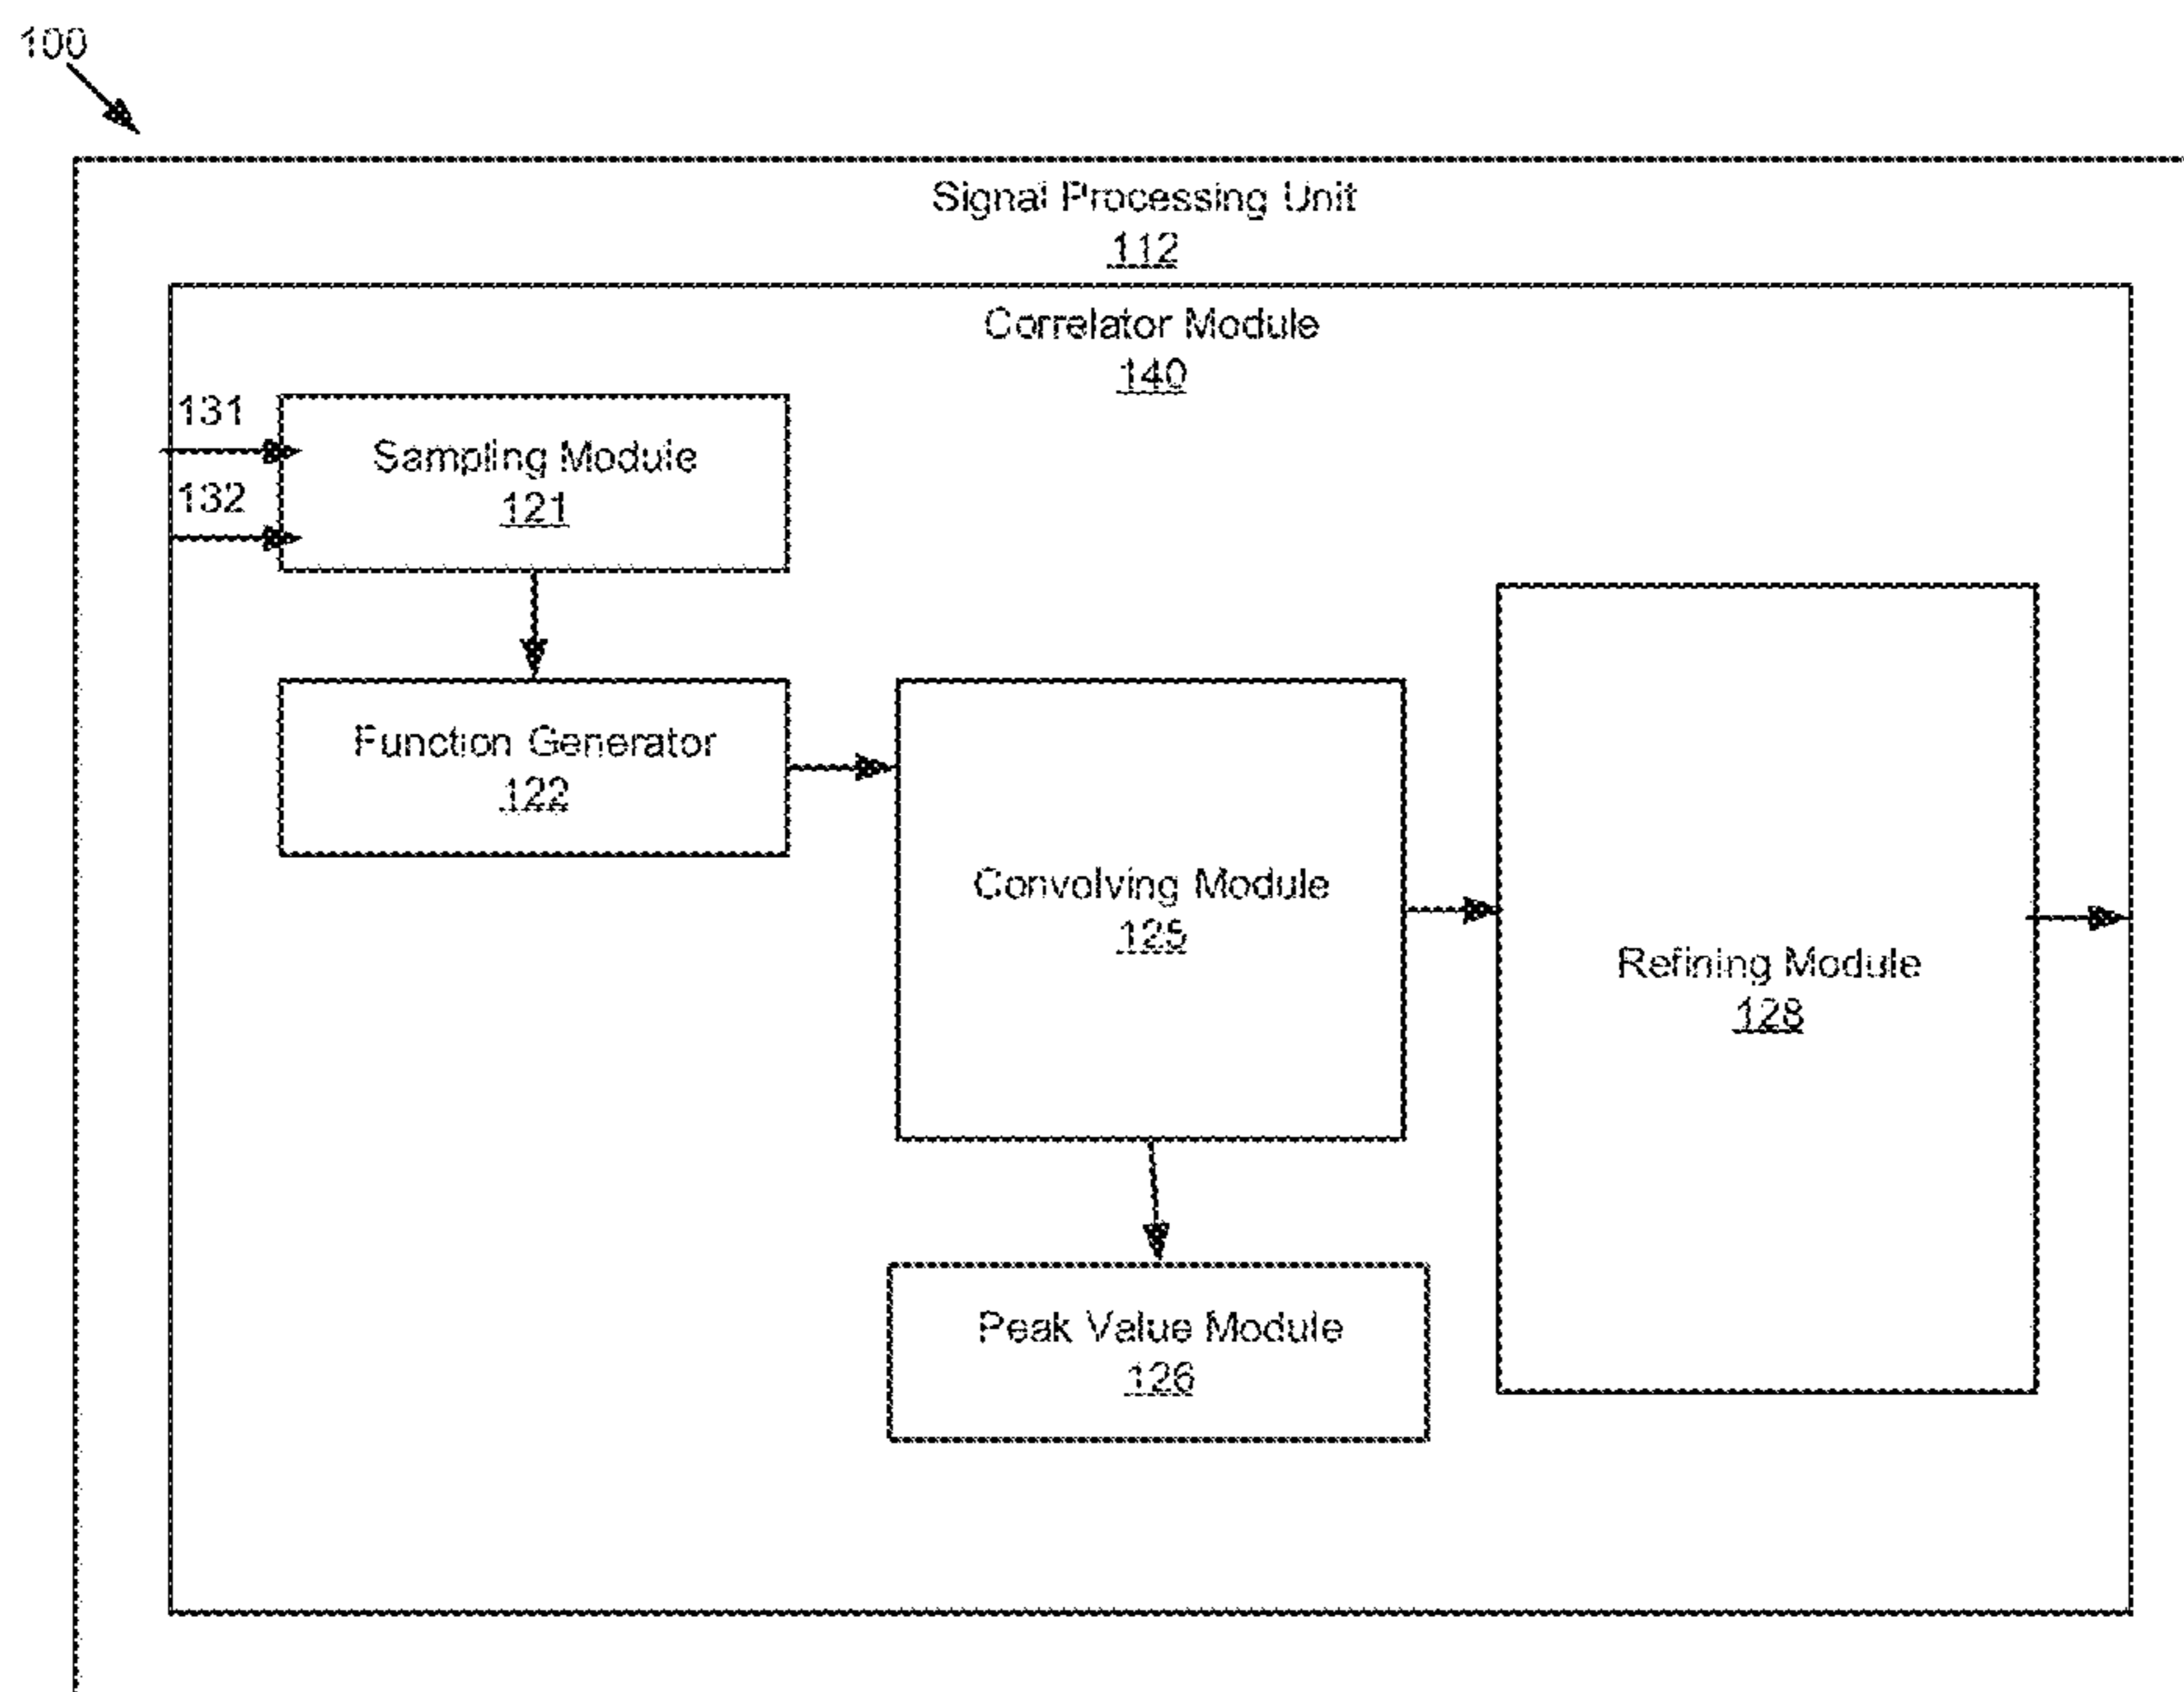 100
Signal Processing Unit
112
Correlator Module
140
131
Sampling Module
121
132
Function Generator
122
Convolving Module
125
Refining Module
128
Peak Value Module
126